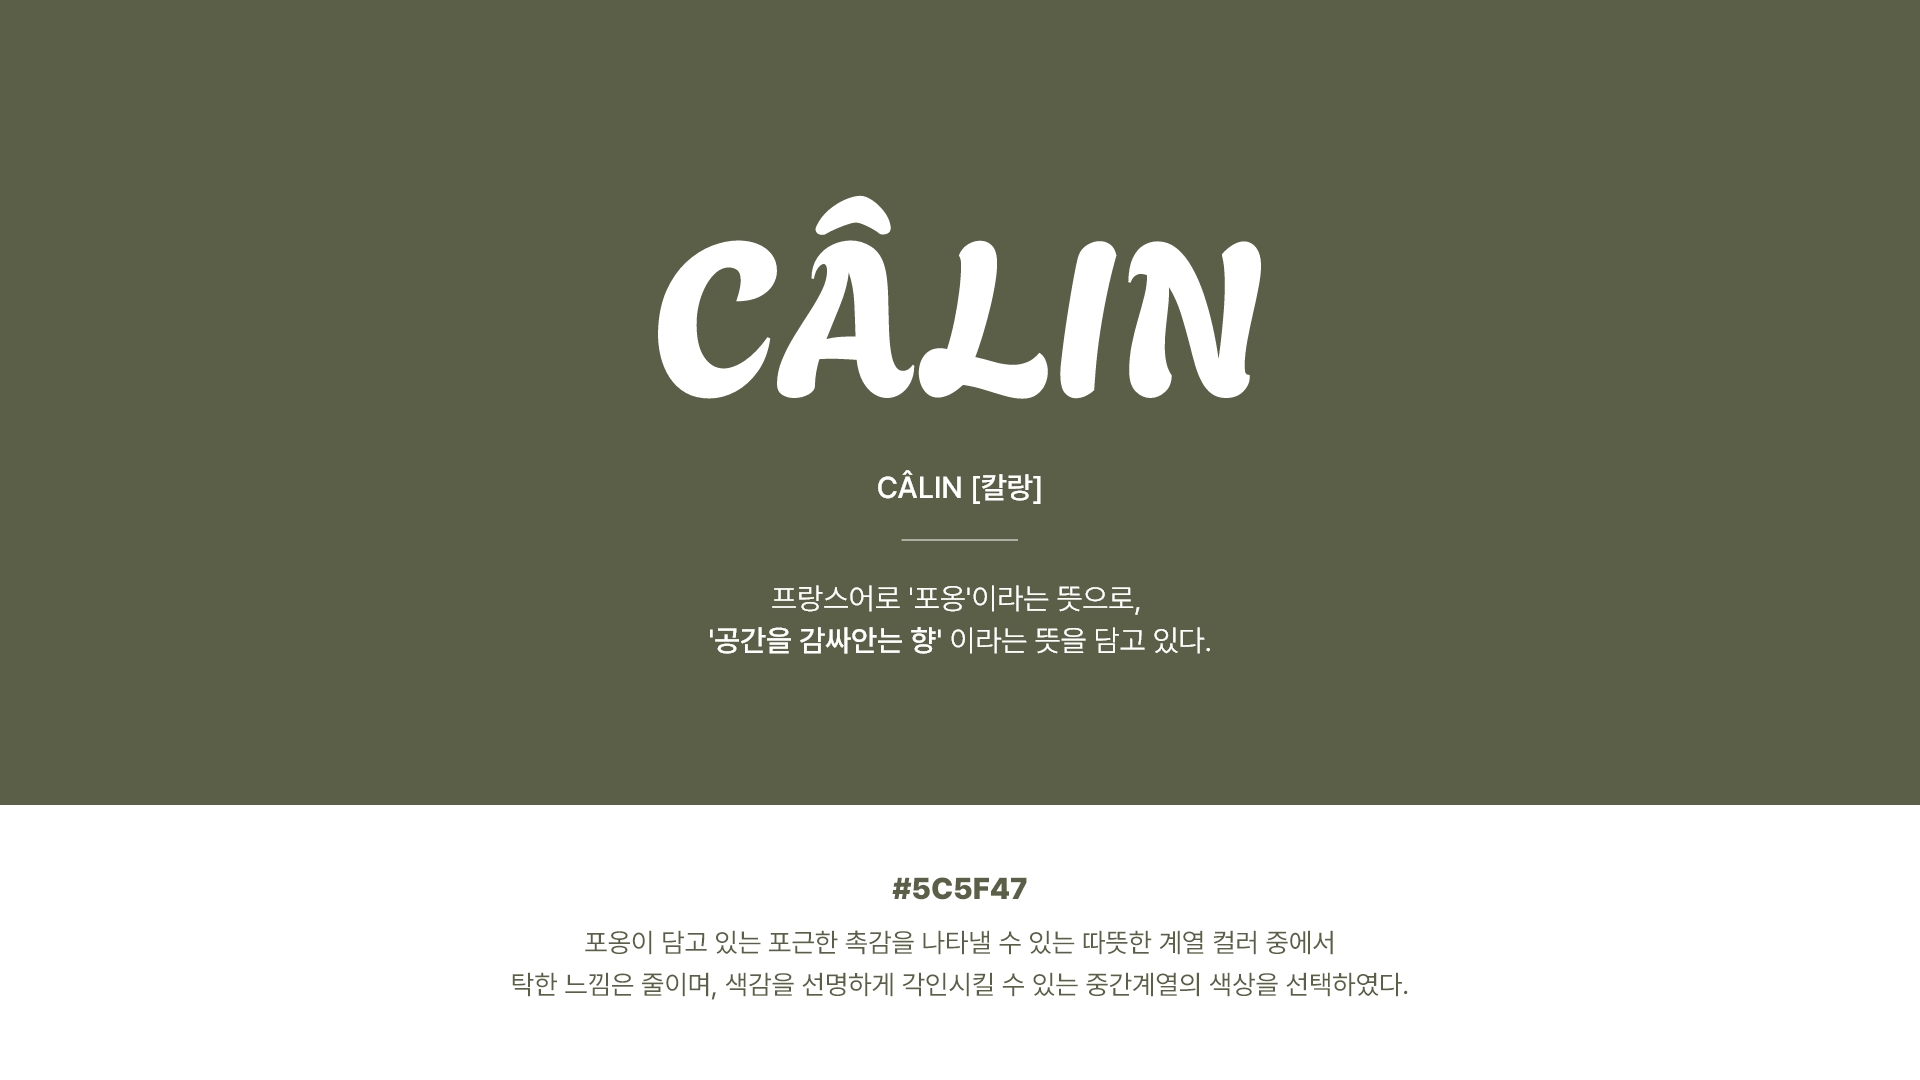 CÂLIN
CÂLIN [칼랑]
프랑스어로 '포옹'이라는 뜻으로,
'공간을 감싸안는 향' 이라는 뜻을 담고 있다.
#5C5F47
포옹이 담고 있는 포근한 촉감을 나타낼 수 있는 따뜻한 계열 컬러 중에서
탁한 느낌은 줄이며, 색감을 선명하게 각인시킬 수 있는 중간계열의 색상을 선택하였다.